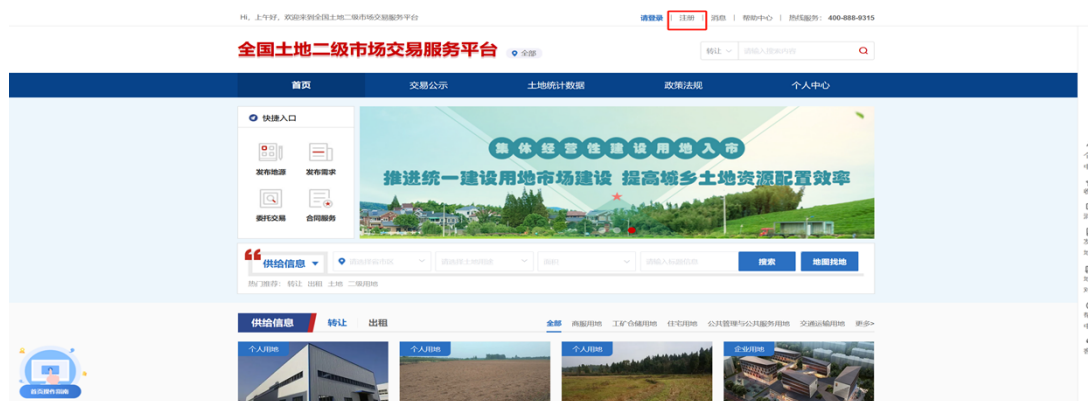 Hi, 上午好, 欢迎来到全国土地二级市场交易服务平台
请登录 | 注册 | 消息 | 帮助中心 | 热线服务: 400-888-9315
全国土地二级市场交易服务平台 全部
转让 请输入搜索内容
首页 交易公示 土地统计数据 政策法规 个人中心
快捷入口
发布地源 发布需求
委托交易 合同服务
集体经营性建设用地入市
推进统一建设用地市场建设 提高城乡土地资源配置效率
供给信息 搜索 地图找地
热门推荐: 转让 出租 土地 二级用地
供给信息 转让 出租 全部 商服用地 工矿仓储用地 住宅用地 公共管理与公共服务用地 交通运输用地 更多>
个人用地 个人用地 个人用地 企业用地
首页操作指南